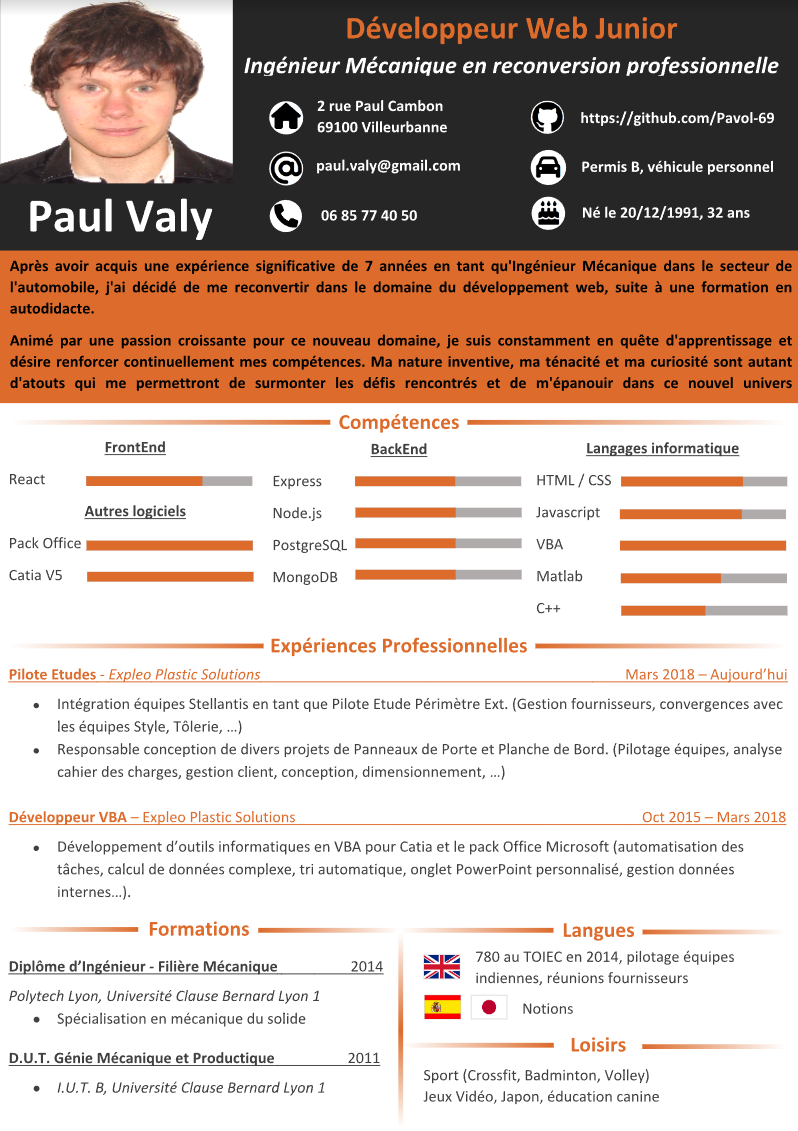 Développeur Web Junior
Ingénieur Mécanique en reconversion professionnelle
2 rue Paul Cambon
69100 Villeurbanne
https://github.com/Pavol-69
paul.valy@gmail.com
Permis B, véhicule personnel
06 85 77 40 50
Né le 20/12/1991, 32 ans
Paul Valy
Après avoir acquis une expérience significative de 7 années en tant qu'Ingénieur Mécanique dans le secteur de
l'automobile, j'ai décidé de me reconvertir dans le domaine du développement web, suite à une formation en
autodidacte.
Animé par une passion croissante pour ce nouveau domaine, je suis constamment en quête d'apprentissage et
désire renforcer continuellement mes compétences. Ma nature inventive, ma ténacité et ma curiosité sont autant
d'atouts qui me permettront de surmonter les défis rencontrés et de m'épanouir dans ce nouvel univers
Compétences
FrontEnd
React
Autres logiciels
Pack Office
Catia V5
BackEnd
Express
Node.js
PostgreSQL
MongoDB
Langages informatique
HTML / CSS
Javascript
VBA
Matlab
C++
Expériences Professionnelles
Pilote Etudes - Expleo Plastic Solutions Mars 2018 – Aujourd’hui
• Intégration équipes Stellantis en tant que Pilote Etude Périmètre Ext. (Gestion fournisseurs, convergences avec
les équipes Style, Tôlerie, …)
• Responsable conception de divers projets de Panneaux de Porte et Planche de Bord. (Pilotage équipes, analyse
cahier des charges, gestion client, conception, dimensionnement, …)
Développeur VBA – Expleo Plastic Solutions Oct 2015 – Mars 2018
• Développement d’outils informatiques en VBA pour Catia et le pack Office Microsoft (automatisation des
tâches, calcul de données complexe, tri automatique, onglet PowerPoint personnalisé, gestion données
internes…).
Formations
Diplôme d’Ingénieur - Filière Mécanique 2014
Polytech Lyon, Université Clause Bernard Lyon 1
• Spécialisation en mécanique du solide
D.U.T. Génie Mécanique et Productique 2011
• I.U.T. B, Université Clause Bernard Lyon 1
Langues
780 au TOIEC en 2014, pilotage équipes
indiennes, réunions fournisseurs
Notions
Loisirs
Sport (Crossfit, Badminton, Volley)
Jeux Vidéo, Japon, éducation canine